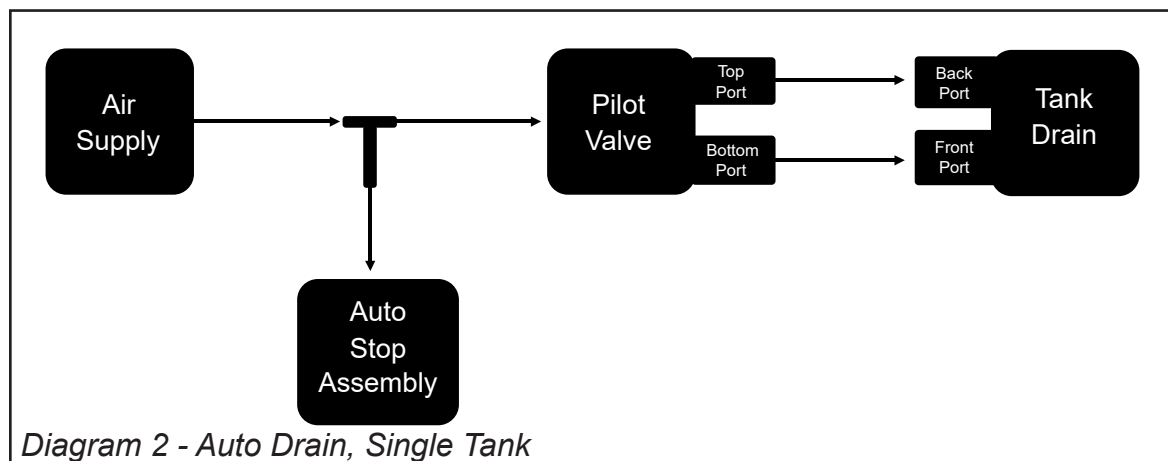 Air
Supply
Pilot
Valve
Top
Port
Bottom
Port
Back
Port
Front
Port
Tank
Drain
Auto
Stop
Assembly
Diagram 2 - Auto Drain, Single Tank